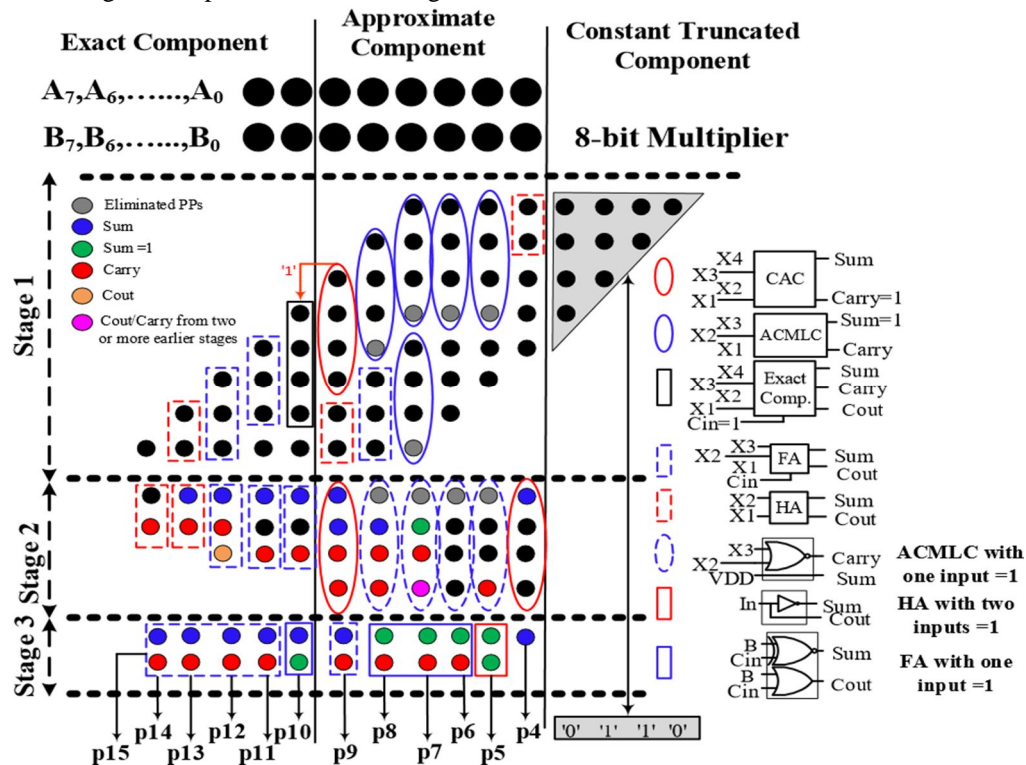 Exact Component
Approximate
Component
Constant Truncated
Component
A7,A6,…...,A0
B7,B6,…...,B0
8-bit Multiplier
Stage 1
Eliminated PPs
Sum
Sum =1
Carry
Cout
Cout/Carry from two
or more earlier stages
'1'
X4
X3
X2
X1
CAC
Sum
Carry=1
X3
X2
X1
ACMLC
Sum=1
Carry
X4
X3
X2
X1
Cin=1
Exact
Comp.
Sum
Carry
Cout
X3
X2
X1
Cin
FA
Sum
Cout
X2
X1
HA
Sum
Cout
Stage 2
X3
X2
VDD
Carry
Sum
ACMLC with
one input =1
In
Sum
Cout
HA with two
inputs =1
Stage 3
B
Cin
B
Cin
Sum
Cout
FA with one
input =1
p15
p14
p13
p12
p11
p10
p9
p8
p7
p6
p5
p4
'0' '1' '1' '0'